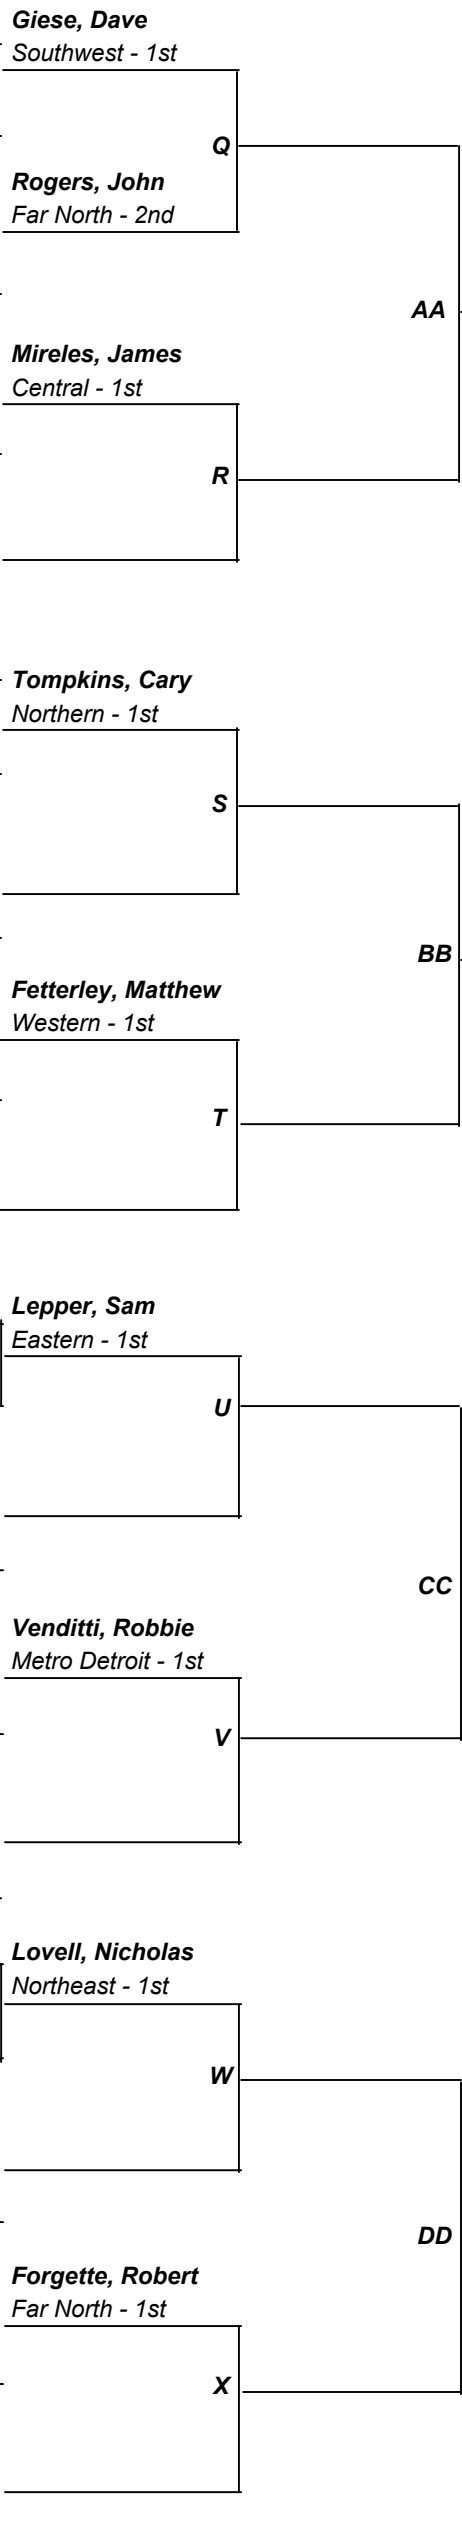 Giese, Dave
Southwest - 1st
Q
Rogers, John
Far North - 2nd
AA
Mireles, James
Central - 1st
R
Tompkins, Cary
Northern - 1st
S
BB
Fetterley, Matthew
Western - 1st
T
Lepper, Sam
Eastern - 1st
U
CC
Venditti, Robbie
Metro Detroit - 1st
V
Lovell, Nicholas
Northeast - 1st
W
DD
Forgette, Robert
Far North - 1st
X